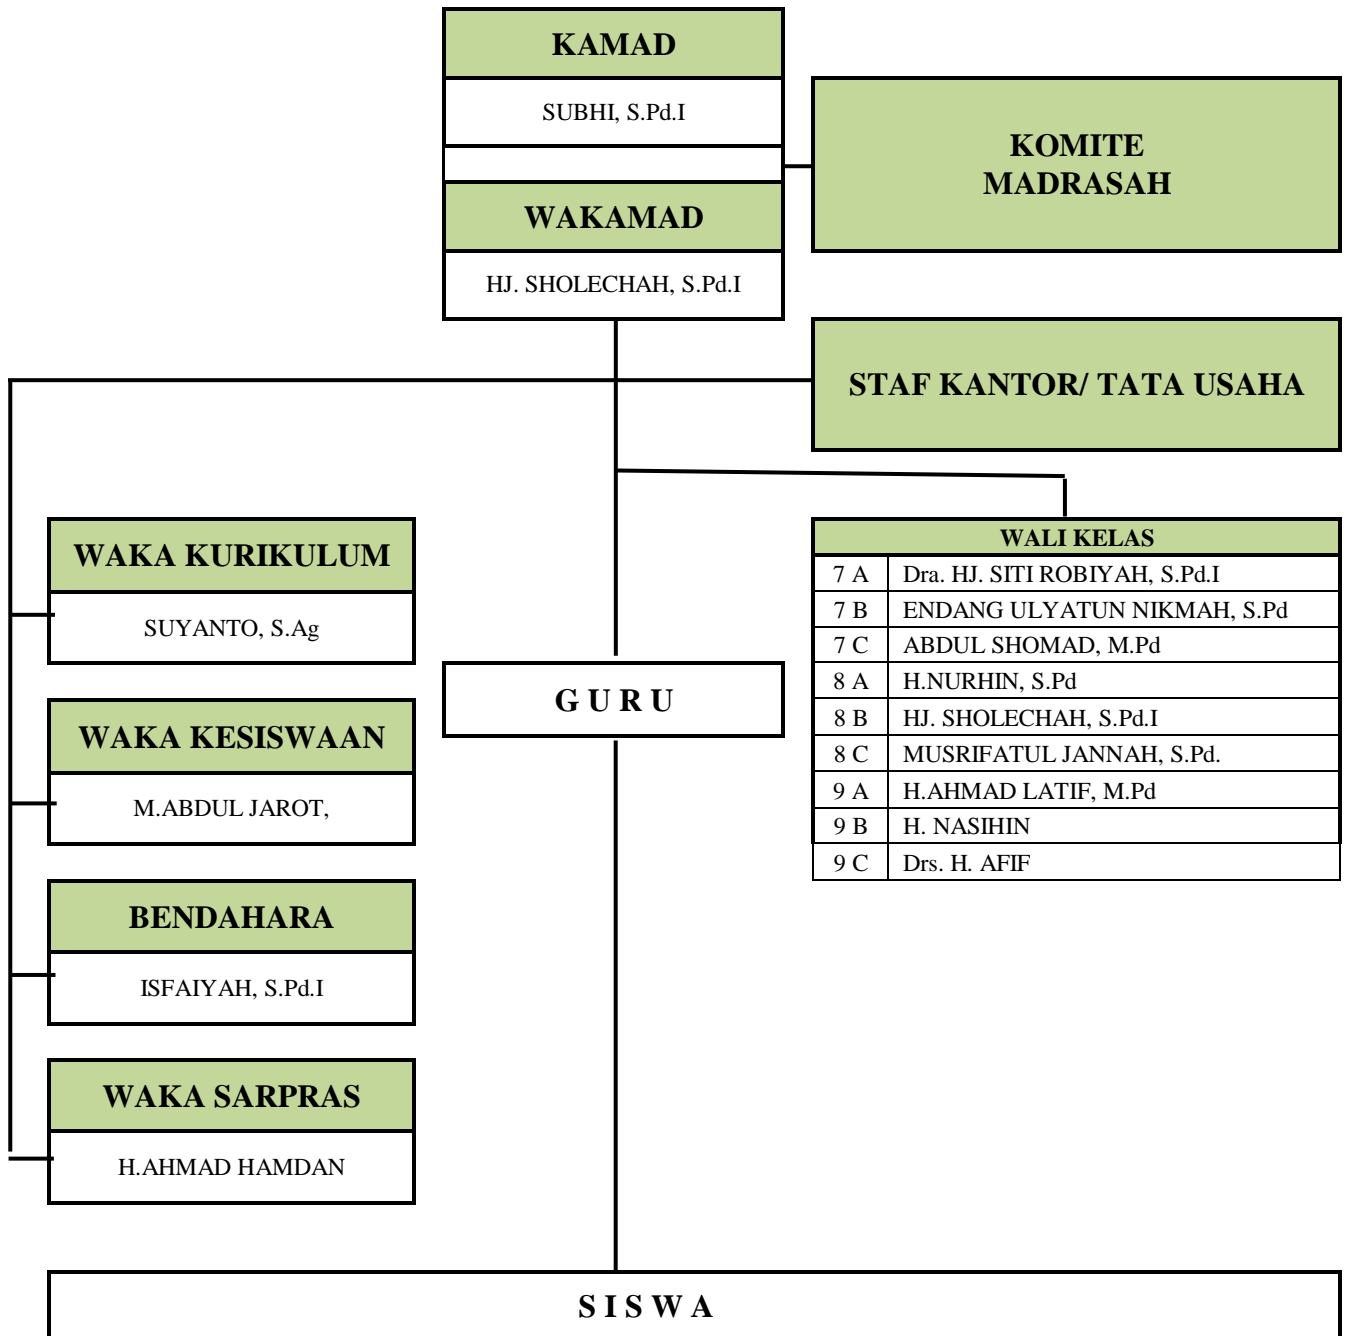 KAMAD
SUBHI, S.Pd.I
KOMITE
MADRASAH
WAKAMAD
HJ. SHOLECHAH, S.Pd.I
STAF KANTOR/ TATA USAHA
WAKA KURIKULUM
SUYANTO, S.Ag
WAKA KESISWAAN
M.ABDUL JAROT,
BENDAHARA
ISFAIYAH, S.Pd.I
WAKA SARPRAS
H.AHMAD HAMDAN
G U R U
WALI KELAS
7 A Dra. HJ. SITI ROBIYAH, S.Pd.I
7 B ENDANG ULYATUN NIKMAH, S.Pd
7 C ABDUL SHOMAD, M.Pd
8 A H.NURHIN, S.Pd
8 B HJ. SHOLECHAH, S.Pd.I
8 C MUSRIFATUL JANNAH, S.Pd.
9 A H.AHMAD LATIF, M.Pd
9 B H. NASIHIN
9 C Drs. H. AFIF
S I S W A